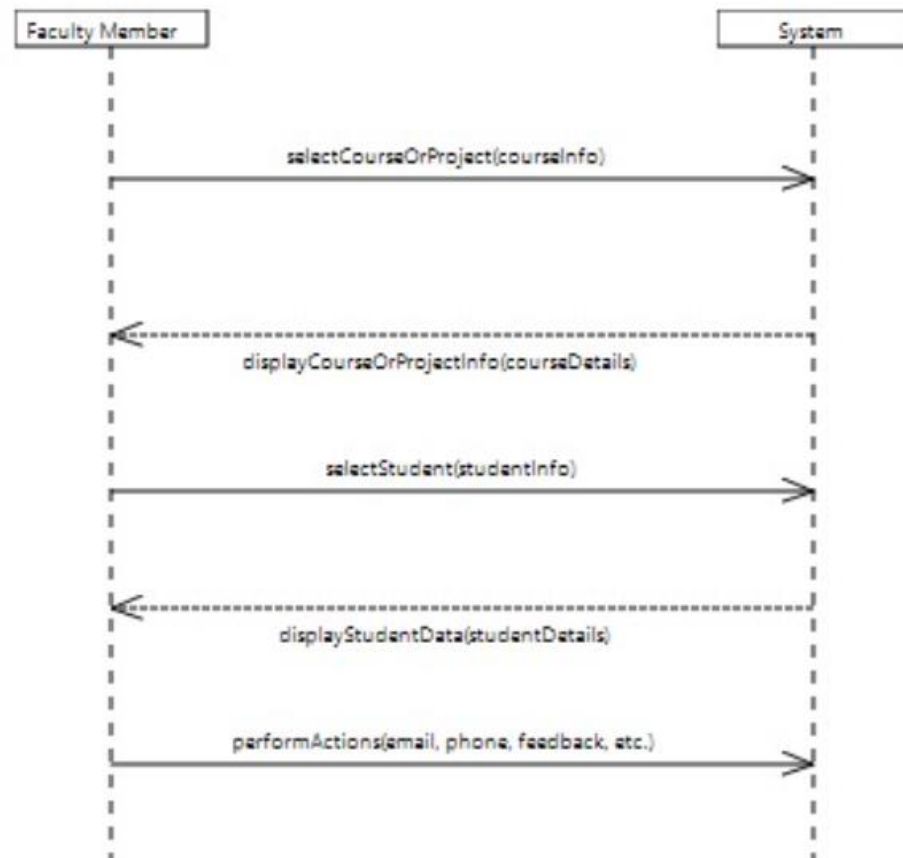 Faculty Member
System
selectCourseOrProject(courseInfo)
displayCourseOrProjectInfo(courseDetails)
selectStudent(studentInfo)
displayStudentData(studentDetails)
performActions(email, phone, feedback, etc.)